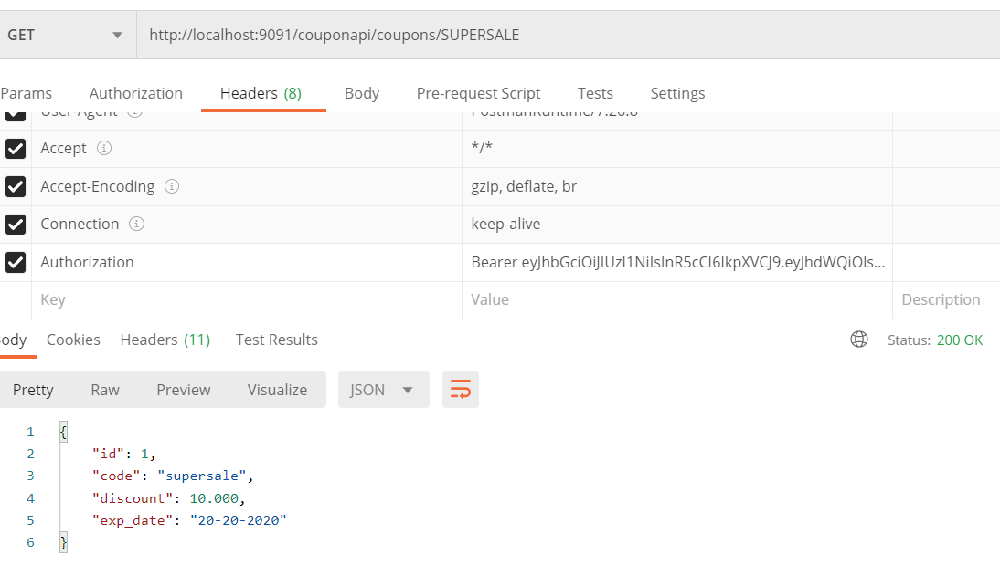 GET http://localhost:9091/couponapi/coupons/SUPERSALE
Params Authorization Headers (8) Body Pre-request Script Tests Settings
User-Agent PostmanRuntime/7.26.8
Accept */*
Accept-Encoding gzip, deflate, br
Connection keep-alive
Authorization Bearer eyJhbGciOiJIUzI1NiIsInR5cCI6IkpXVCJ9.eyJhdWQiOls...
Key Value Description
ody Cookies Headers (11) Test Results Status: 200 OK
Pretty Raw Preview Visualize JSON
1 {
2 "id": 1,
3 "code": "supersale",
4 "discount": 10.000,
5 "exp_date": "20-20-2020"
6 }